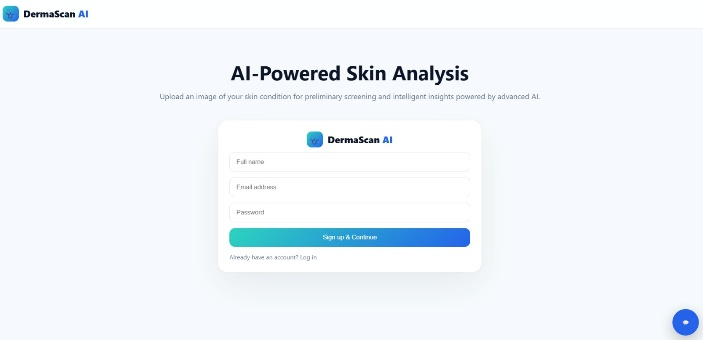 DermaScan AI
AI-Powered Skin Analysis
Upload an image of your skin condition for preliminary screening and intelligent insights powered by advanced AI.
DermaScan AI
Full name
Email address
Password
Sign up & Continue
Already have an account? Log in